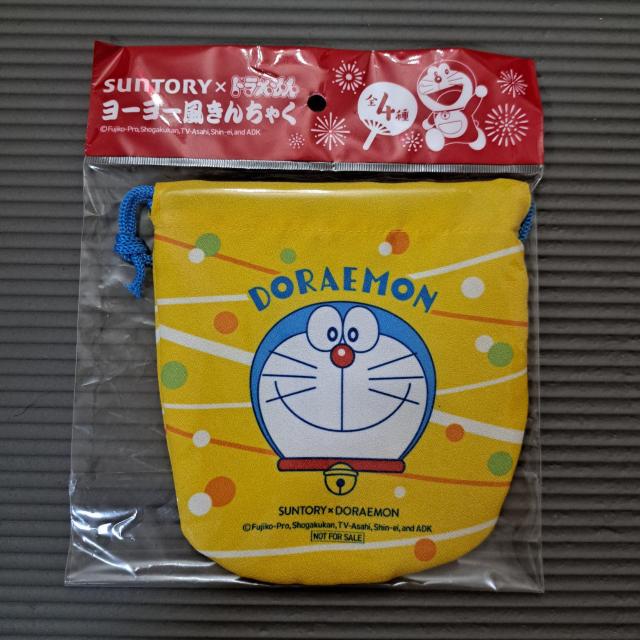 SUNTORY×ドラえもん
ヨーヨー風きんちゃく
©Fujiko-Pro, Shogakukan, TV-Asahi, Shin-ei, and ADK
全4種
DORAEMON
SUNTORY×DORAEMON
©Fujiko-Pro, Shogakukan, TV-Asahi, Shin-ei, and ADK
NOT FOR SALE